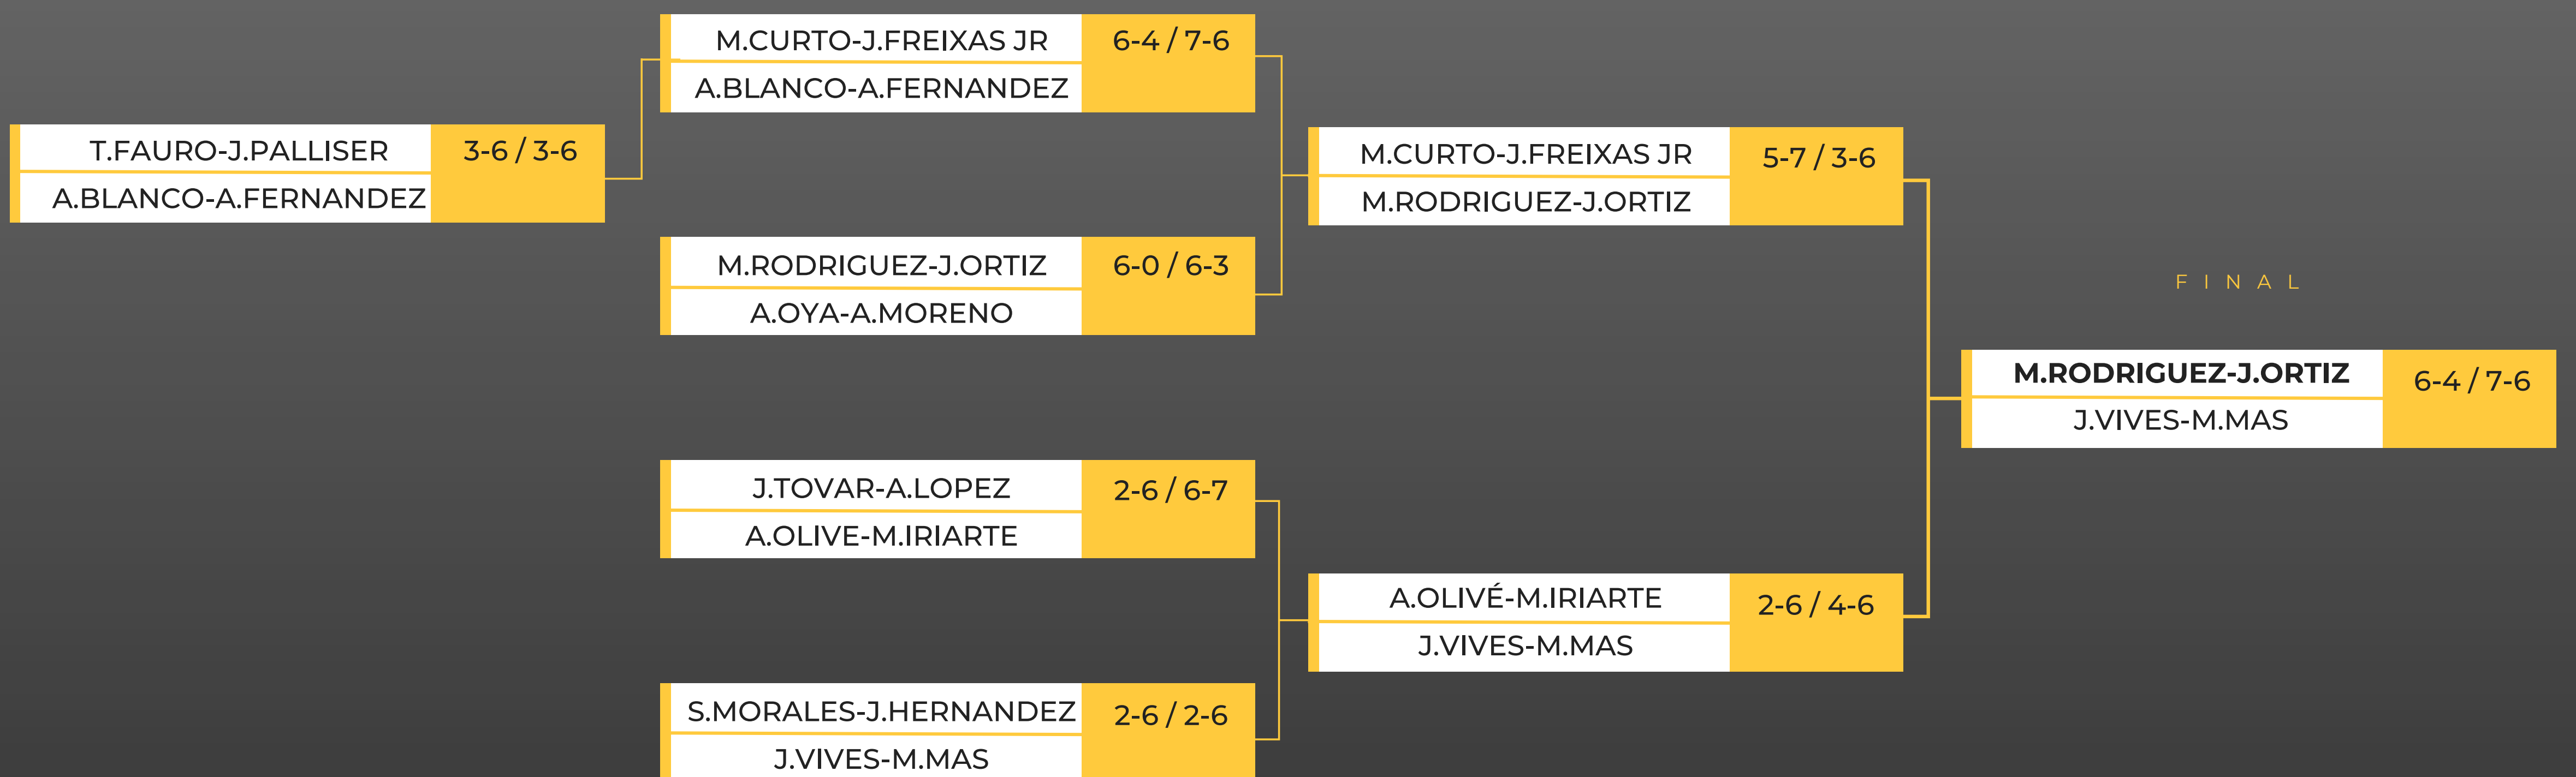 T.FAURO-J.PALLISER 3-6 / 3-6
A.BLANCO-A.FERNANDEZ
M.CURTO-J.FREIXAS JR 6-4 / 7-6
A.BLANCO-A.FERNANDEZ
M.RODRIGUEZ-J.ORTIZ 6-0 / 6-3
A.OYA-A.MORENO
J.TOVAR-A.LOPEZ 2-6 / 6-7
A.OLIVE-M.IRIARTE
S.MORALES-J.HERNANDEZ 2-6 / 2-6
J.VIVES-M.MAS
M.CURTO-J.FREIXAS JR 5-7 / 3-6
M.RODRIGUEZ-J.ORTIZ
A.OLIVÉ-M.IRIARTE 2-6 / 4-6
J.VIVES-M.MAS
FINAL
M.RODRIGUEZ-J.ORTIZ 6-4 / 7-6
J.VIVES-M.MAS